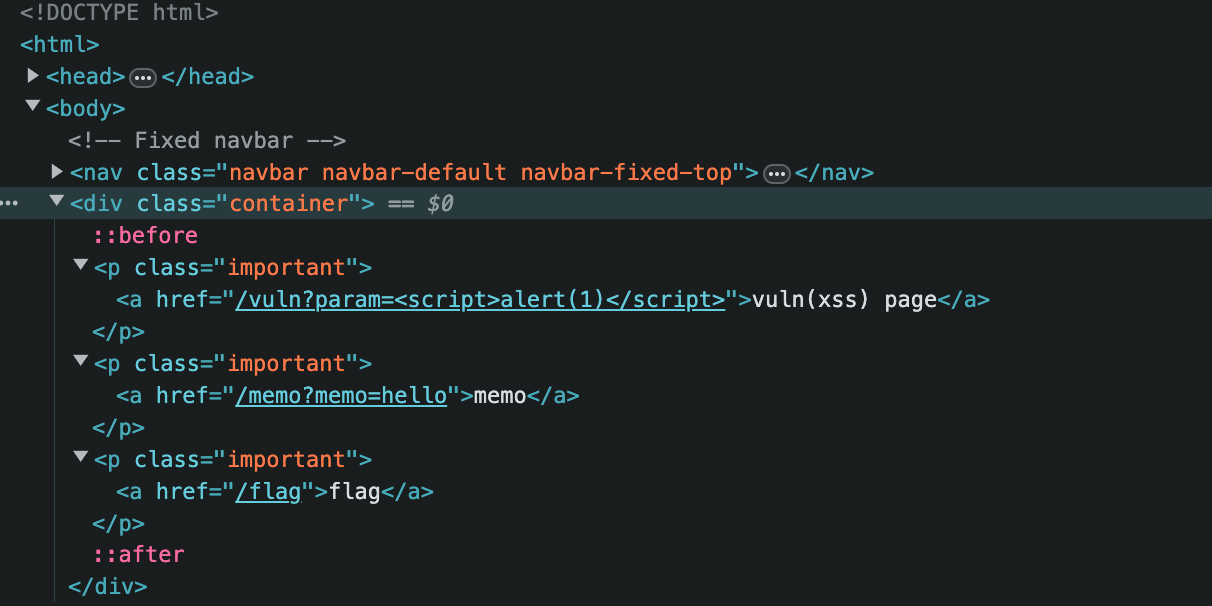 <!DOCTYPE html>
<html>
<head> ••• </head>
<body>
<!-- Fixed navbar -->
<nav class="navbar navbar-default navbar-fixed-top"> ••• </nav>
••• <div class="container"> == $0
::before
<p class="important">
<a href="/vuln?param=<script>alert(1)</script>">vuln(xss) page</a>
</p>
<p class="important">
<a href="/memo?memo=hello">memo</a>
</p>
<p class="important">
<a href="/flag">flag</a>
</p>
::after
</div>